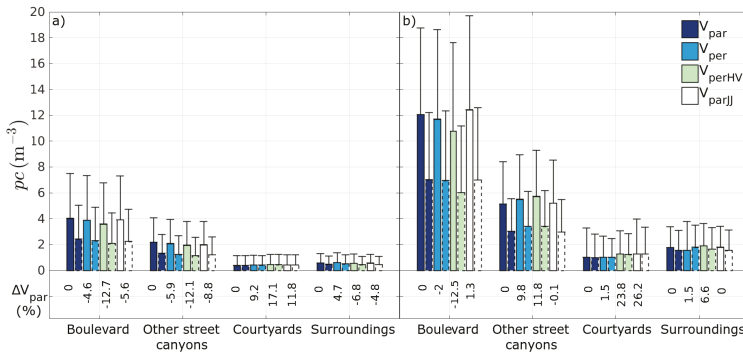 a)
b)
V_par
V_per
V_perHV
V_parJJ
pc (m⁻³)
20
18
16
14
12
10
8
6
4
2
0
ΔV_par (%)
0 -4.6 -12.7 -5.6 0 -5.9 -12.1 -8.8 0 9.2 17.1 11.8 0 4.7 -6.8 -4.8
0 -2 -12.5 1.3 0 9.8 11.8 -0.1 0 1.5 23.8 26.2 0 1.5 6.6 0
Boulevard Other street canyons Courtyards Surroundings
Boulevard Other street canyons Courtyards Surroundings